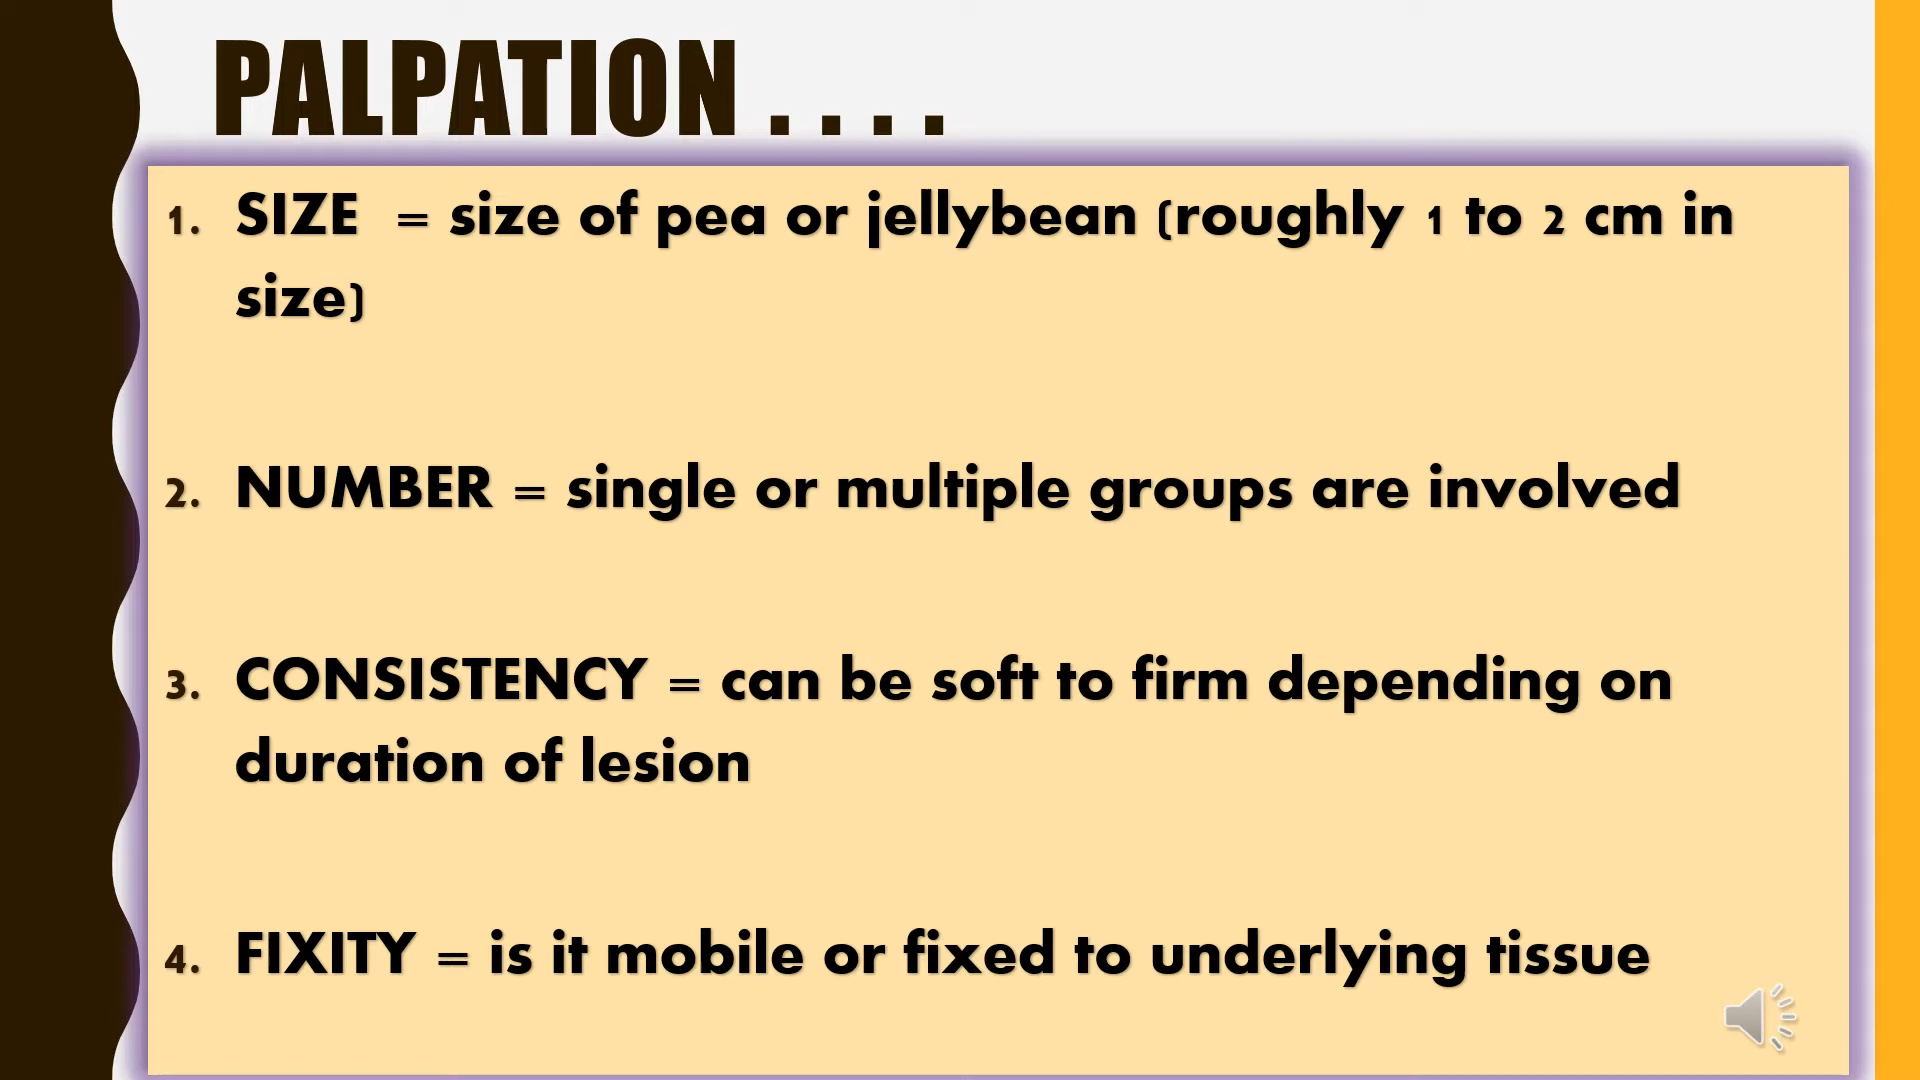 PALPATION . . . .
1. SIZE = size of pea or jellybean (roughly 1 to 2 cm in
size)
2. NUMBER = single or multiple groups are involved
3. CONSISTENCY = can be soft to firm depending on
duration of lesion
4. FIXITY = is it mobile or fixed to underlying tissue